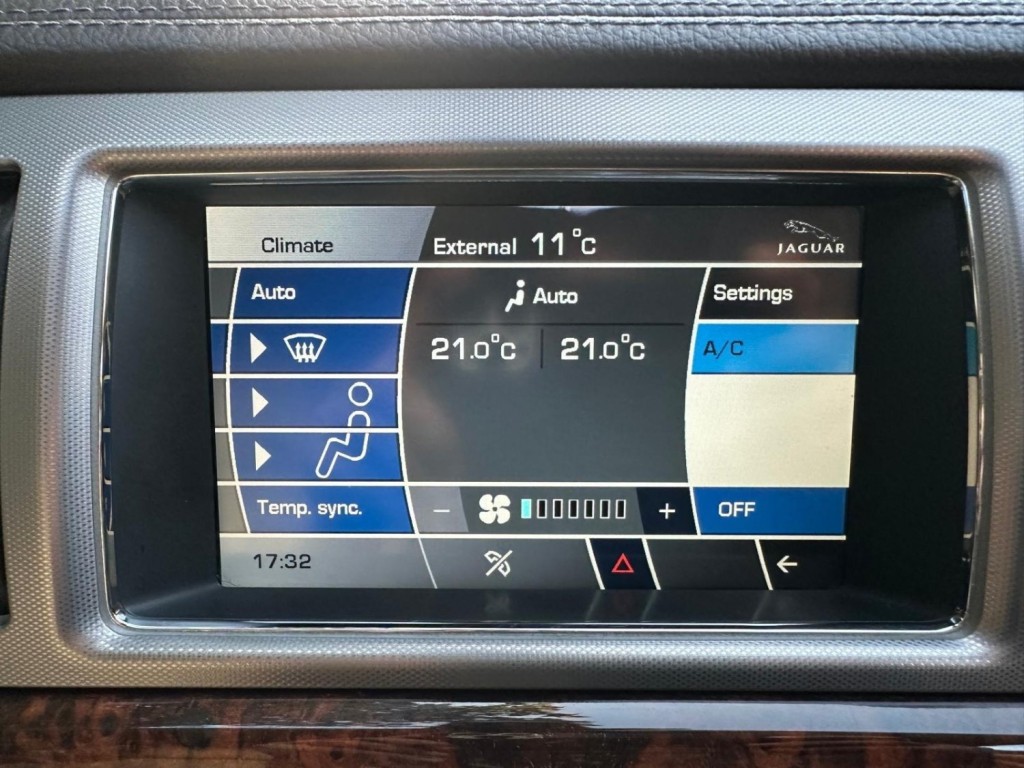 Climate
External 11°C
JAGUAR
Auto
Auto
Settings
21.0°C
21.0°C
A/C
Temp. sync.
– +
OFF
17:32